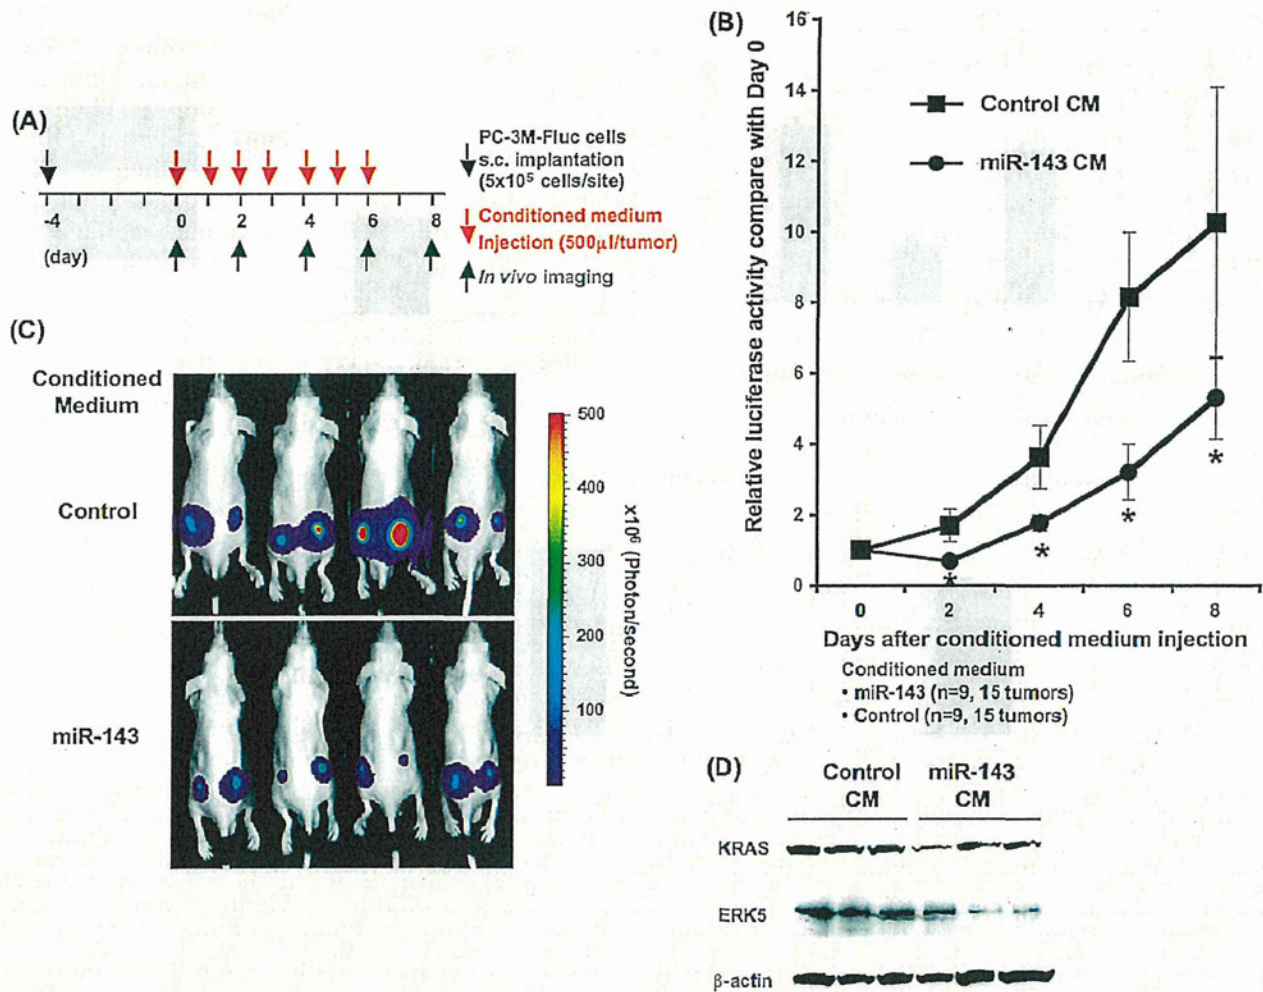 (A)
PC-3M-Fluc cells
s.c. implantation
(5x10⁵ cells/site)
-4 0 2 4 6 8
(day)
Conditioned medium
Injection (500μl/tumor)
In vivo imaging
(B)
Relative luciferase activity compare with Day 0
16
14
12
10
8
6
4
2
0
Control CM
miR-143 CM
*
*
*
*
0 2 4 6 8
Days after conditioned medium injection
Conditioned medium
• miR-143 (n=9, 15 tumors)
• Control (n=9, 15 tumors)
(C)
Conditioned
Medium
Control
miR-143
500
400
300
200
100
x10⁶ (Photon/second)
(D)
Control CM
miR-143 CM
KRAS
ERK5
β-actin